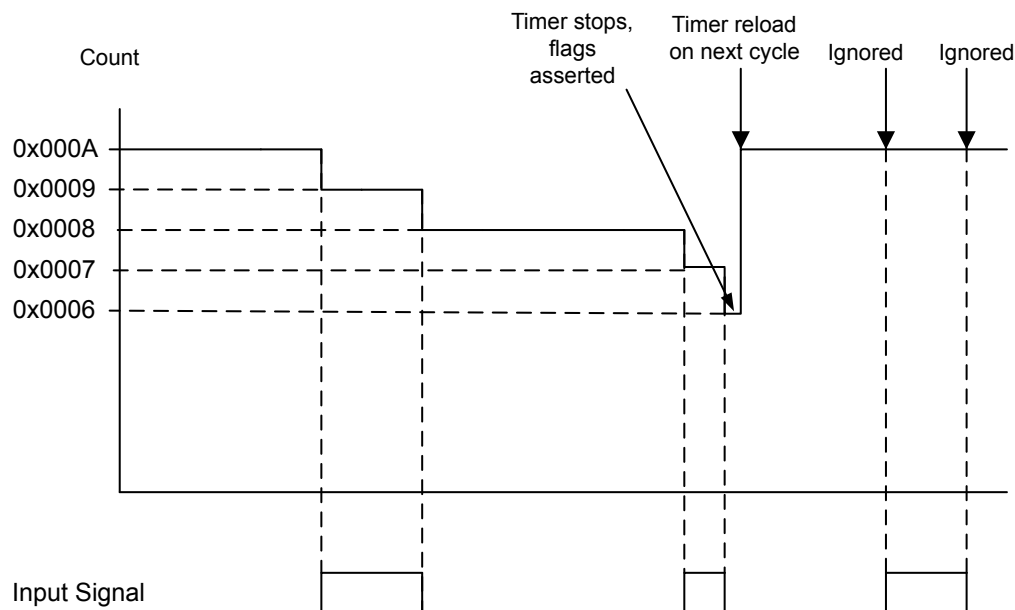 Timer stops,
flags
asserted
Timer reload
on next cycle
Ignored
Ignored
Count
0x000A
0x0009
0x0008
0x0007
0x0006
Input Signal